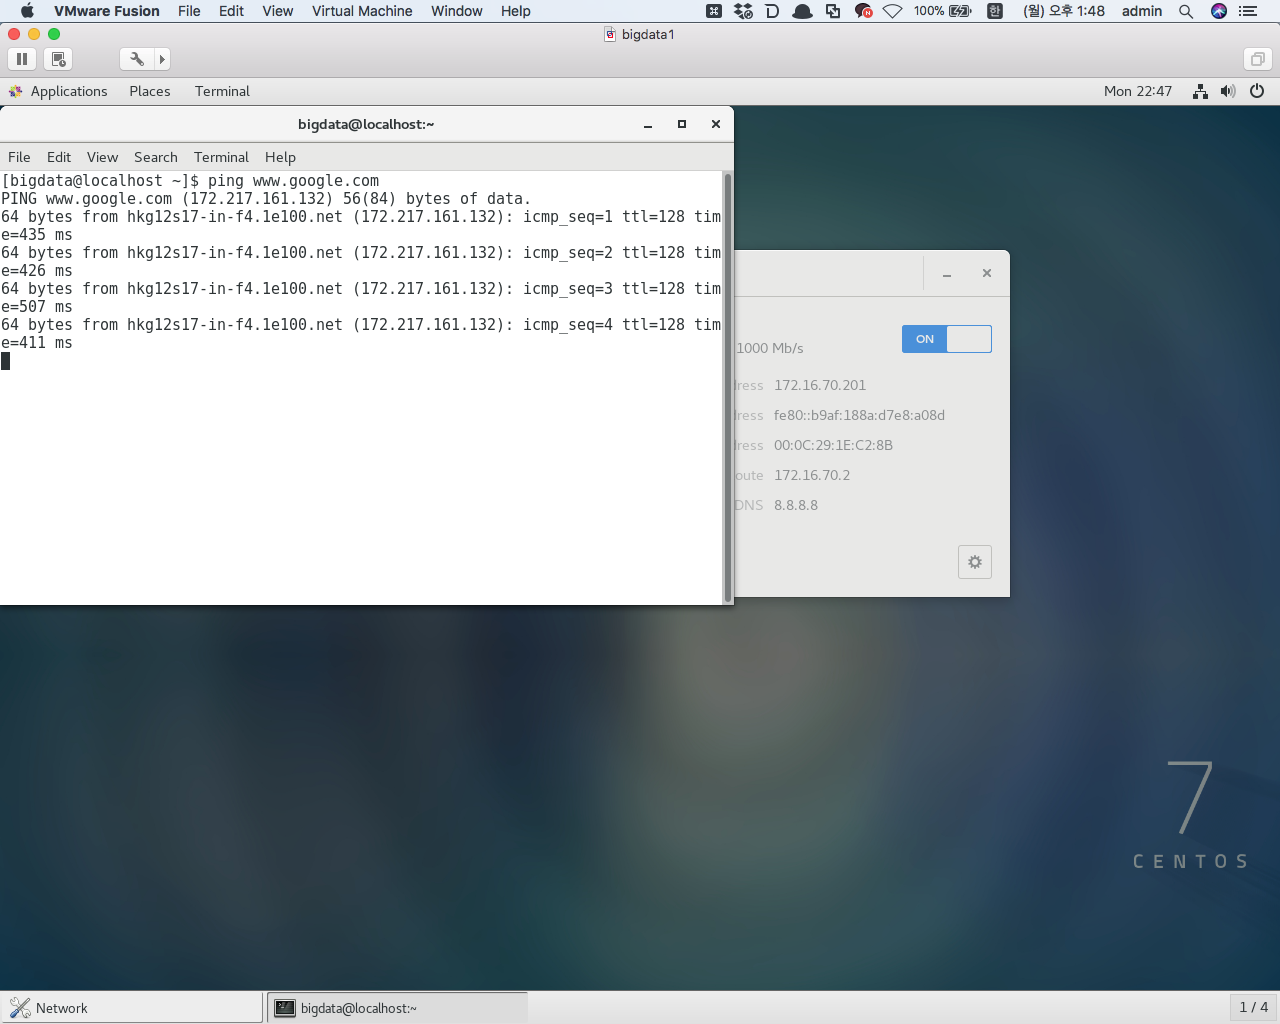 VMware Fusion File Edit View Virtual Machine Window Help 100% 한 (월) 오후 1:48 admin
bigdata1
Applications Places Terminal Mon 22:47
bigdata@localhost:~
File Edit View Search Terminal Help
[bigdata@localhost ~]$ ping www.google.com
PING www.google.com (172.217.161.132) 56(84) bytes of data.
64 bytes from hkg12s17-in-f4.1e100.net (172.217.161.132): icmp_seq=1 ttl=128 tim
e=435 ms
64 bytes from hkg12s17-in-f4.1e100.net (172.217.161.132): icmp_seq=2 ttl=128 tim
e=426 ms
64 bytes from hkg12s17-in-f4.1e100.net (172.217.161.132): icmp_seq=3 ttl=128 tim
e=507 ms
64 bytes from hkg12s17-in-f4.1e100.net (172.217.161.132): icmp_seq=4 ttl=128 tim
e=411 ms
ON
1000 Mb/s
dress 172.16.70.201
dress fe80::b9af:188a:d7e8:a08d
dress 00:0C:29:1E:C2:8B
oute 172.16.70.2
DNS 8.8.8.8
7
CENTOS
Network bigdata@localhost:~ 1 / 4